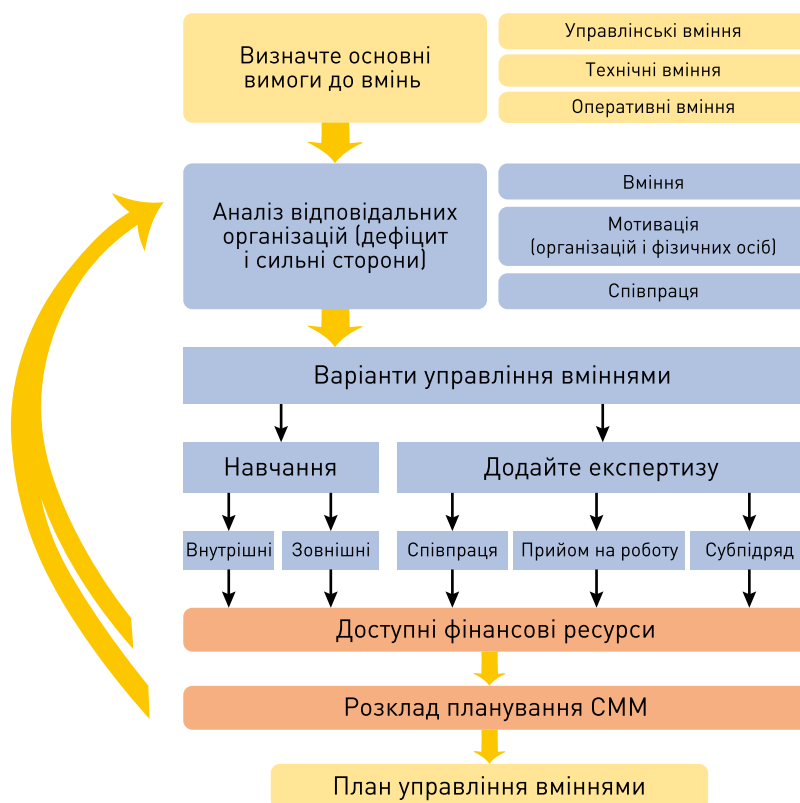 Визначте основні
вимоги до вмінь
Управлінські вміння
Технічні вміння
Оперативні вміння
Аналіз відповідальних
організацій (дефіцит
і сильні сторони)
Вміння
Мотивація
(організацій і фізичних осіб)
Співпраця
Варіанти управління вміннями
Навчання
Додайте експертизу
Внутрішні
Зовнішні
Співпраця
Прийом на роботу
Субпідряд
Доступні фінансові ресурси
Розклад планування СММ
План управління вміннями